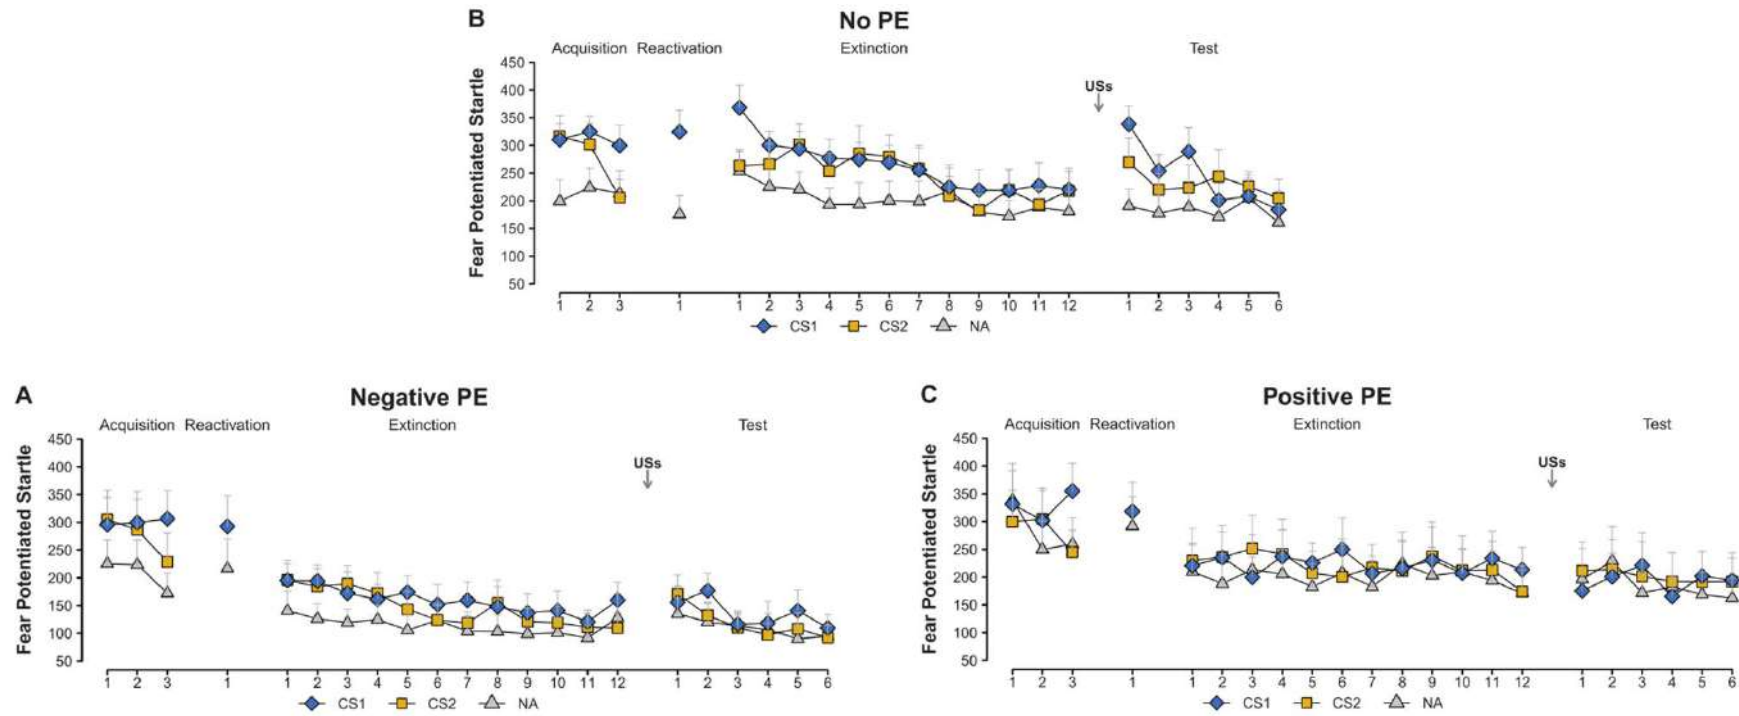 B
No PE
Acquisition Reactivation Extinction Test
Fear Potentiated Startle
450
400
350
300
250
200
150
100
50
USs
1 2 3 1 1 2 3 4 5 6 7 8 9 10 11 12 1 2 3 4 5 6
CS1 CS2 NA
A
Negative PE
Acquisition Reactivation Extinction Test
Fear Potentiated Startle
450
400
350
300
250
200
150
100
50
USs
1 2 3 1 1 2 3 4 5 6 7 8 9 10 11 12 1 2 3 4 5 6
CS1 CS2 NA
C
Positive PE
Acquisition Reactivation Extinction Test
Fear Potentiated Startle
450
400
350
300
250
200
150
100
50
USs
1 2 3 1 1 2 3 4 5 6 7 8 9 10 11 12 1 2 3 4 5 6
CS1 CS2 NA